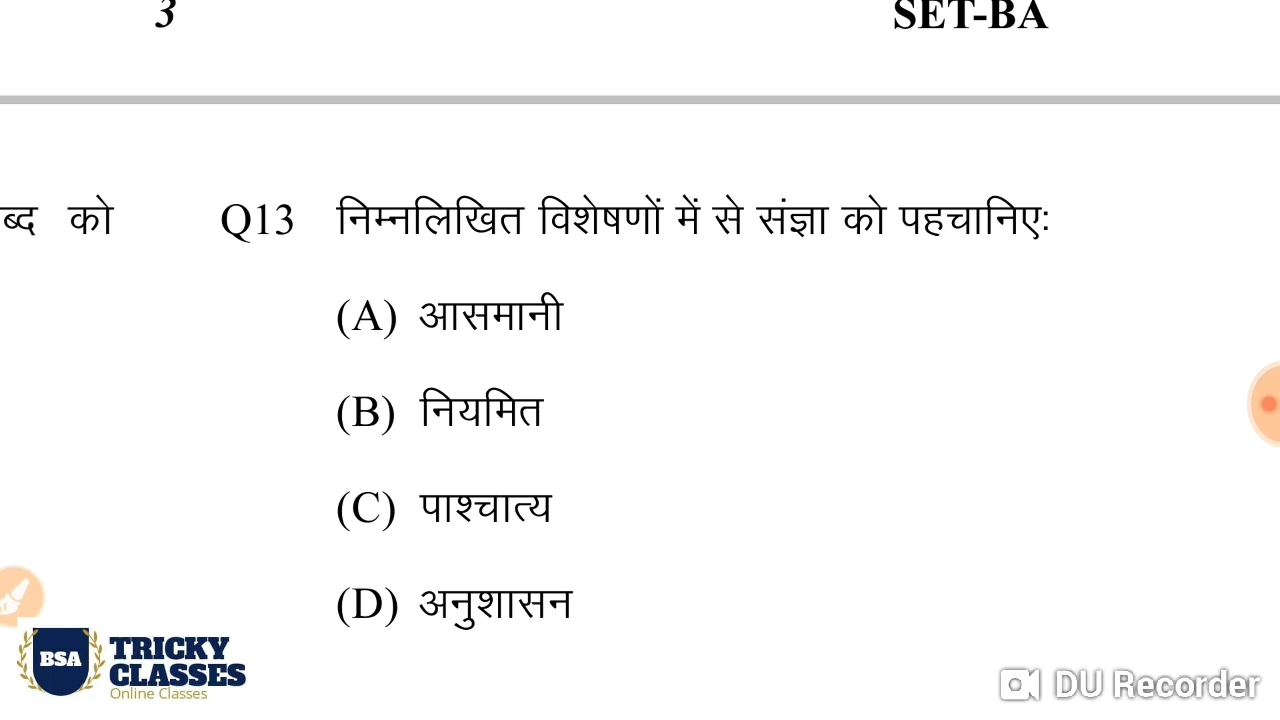 3 SET-BA
ब्द को Q13 निम्नलिखित विशेषणों में से संज्ञा को पहचानिए:
(A) आसमानी
(B) नियमित
(C) पाश्चात्य
(D) अनुशासन
BSA TRICKY
CLASSES
Online Classes
DU Recorder